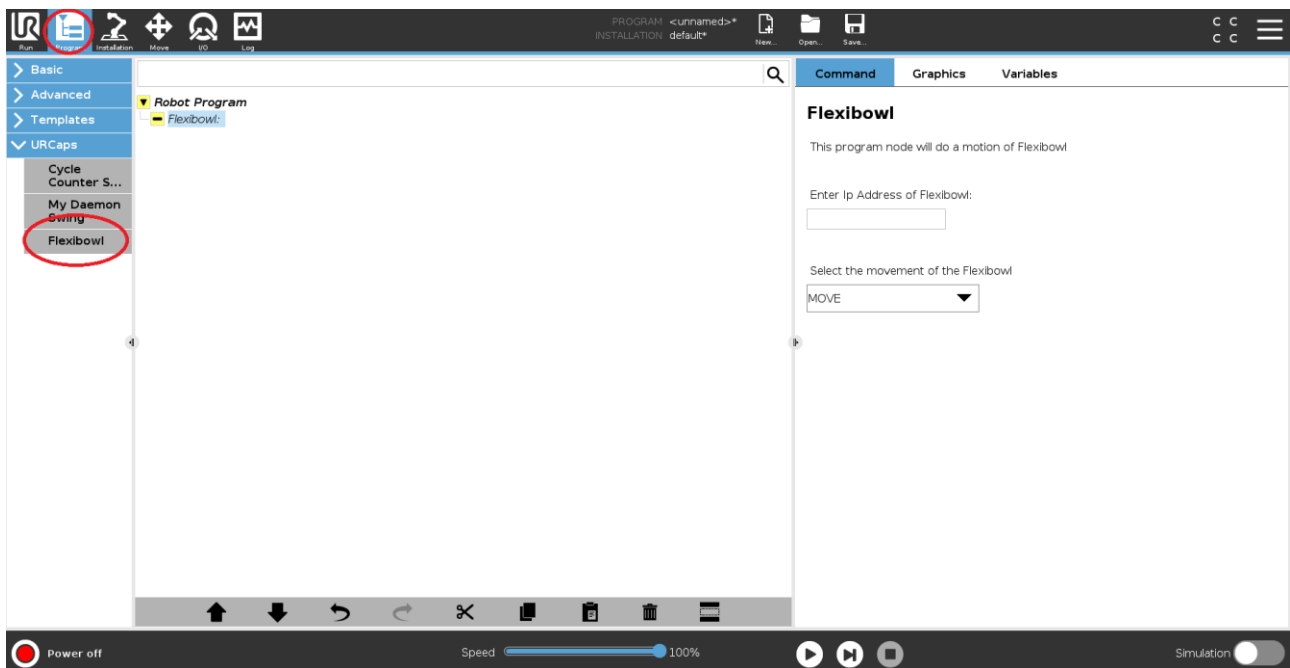 UR
PROGRAM <unnamed>*
INSTALLATION default*
Run Program Installation Move I/O Log New... Open... Save...
C C
C C
Basic
Advanced
Templates
URCaps
Cycle
Counter S...
My Daemon
Swing
Flexibowl
Robot Program
Flexibowl:
Command Graphics Variables
Flexibowl
This program node will do a motion of Flexibowl
Enter Ip Address of Flexibowl:
Select the movement of the Flexibowl
MOVE
Power off
Speed 100%
Simulation